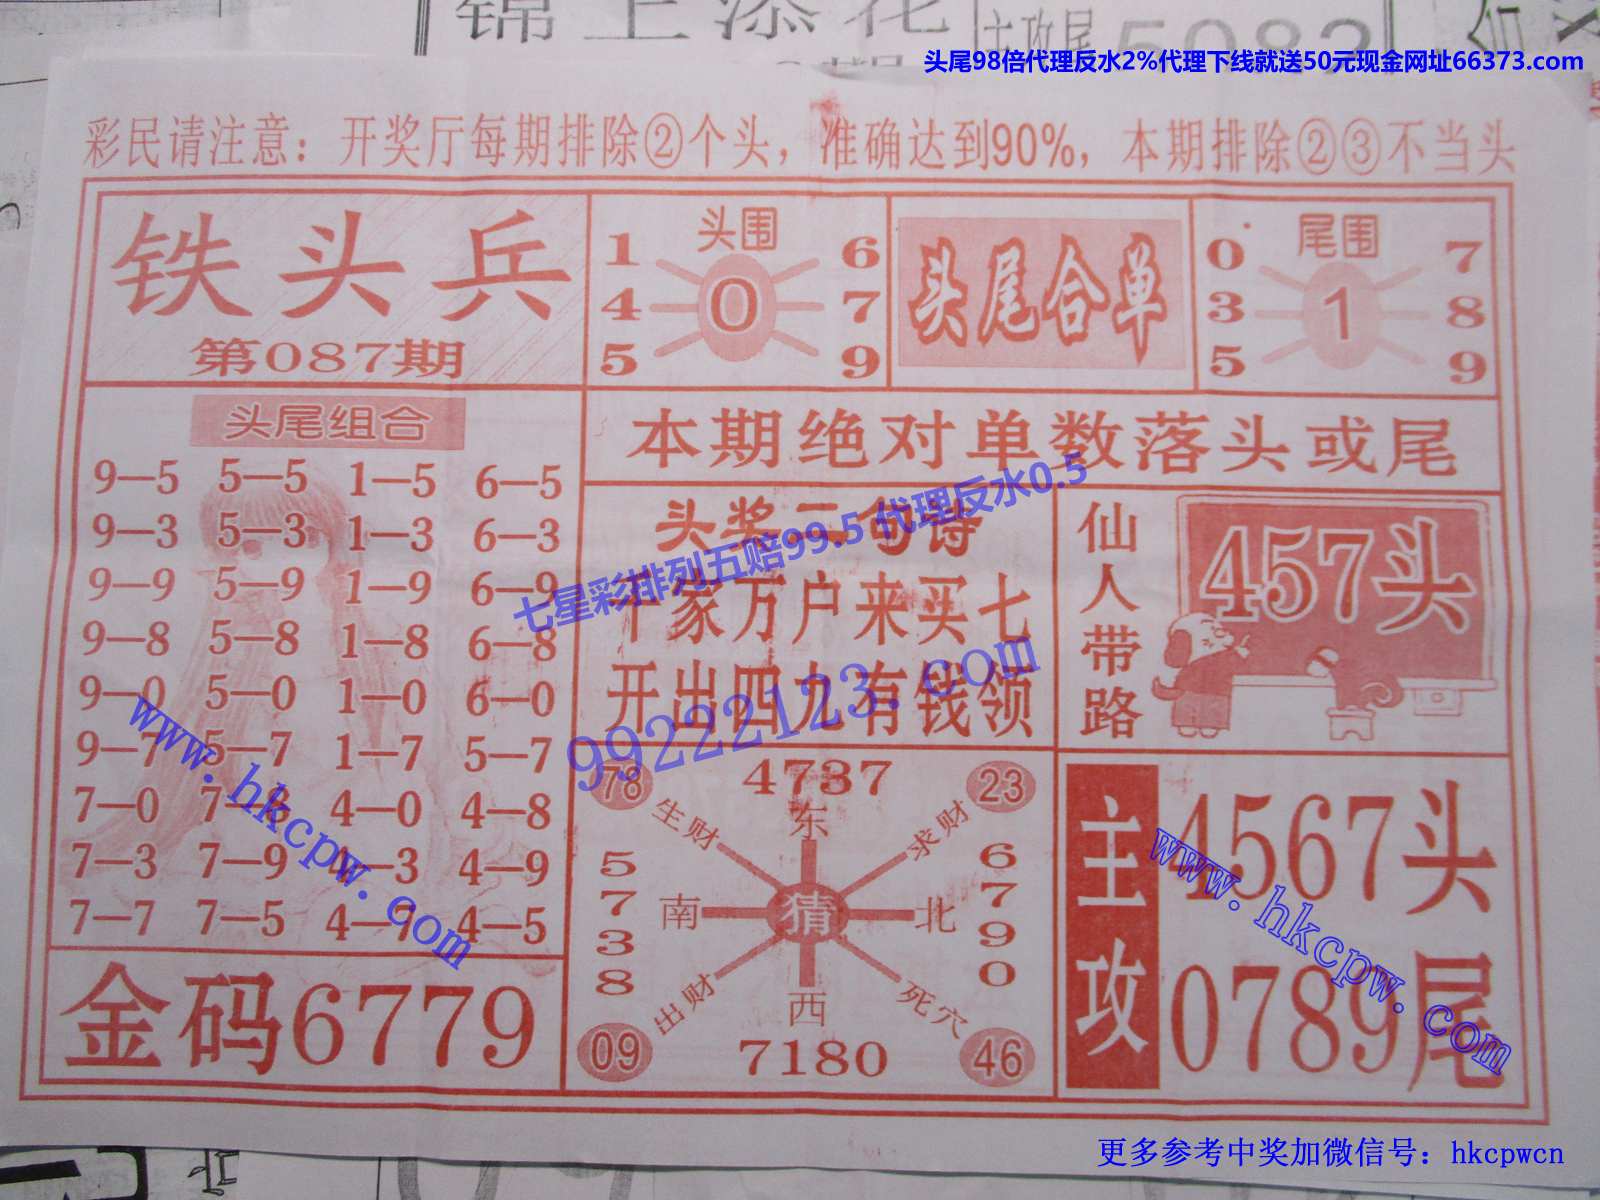 锦上添花
主攻尾5083
头尾98倍代理反水2%代理下线就送50元现金网址66373.com
彩民请注意：开奖厅每期排除②个头，准确达到90%，本期排除②③不当头
铁头兵
第087期
头围
1 6
4 0 7
5 9
头尾合单
尾围
0 7
3 1 8
5 9
头尾组合
9—5 5—5 1—5 6—5
9—3 5—3 1—3 6—3
9—9 5—9 1—9 6—9
9—8 5—8 1—8 6—8
9—0 5—0 1—0 6—0
9—7 5—7 1—7 5—7
7—0 7—8 4—0 4—8
7—3 7—9 4—3 4—9
7—7 7—5 4—7 4—5
金码6779
本期绝对单数落头或尾
头奖二句诗
千家万户来买七
开出四九有钱领
仙人带路
457头
78 4737 23
生财 东 求财
5738 南 猜 北 6790
出财 西 死穴
09 7180 46
主攻
4567头
0789尾
七星彩排列五赔99.5代理反水0.5
99222123.com
www.hkcpw.com
www.hkcpw.com
更多参考中奖加微信号：hkcpwcn